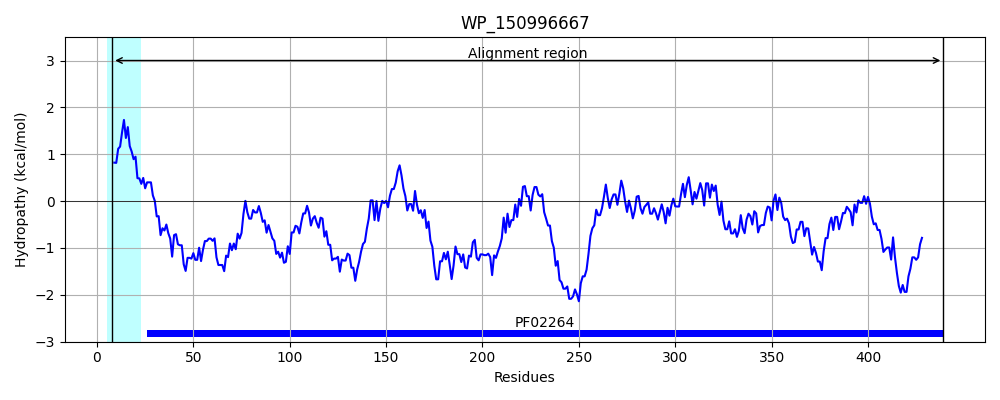 WP_150996667
Alignment region
3
2
1
0
−1
−2
−3
Hydropathy (kcal/mol)
PF02264
0 50 100 150 200 250 300 350 400
Residues